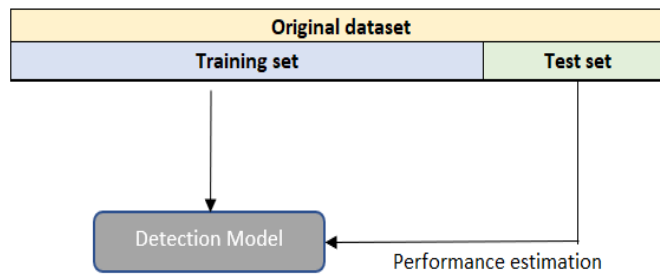 Original dataset
Training set
Test set
Detection Model
Performance estimation